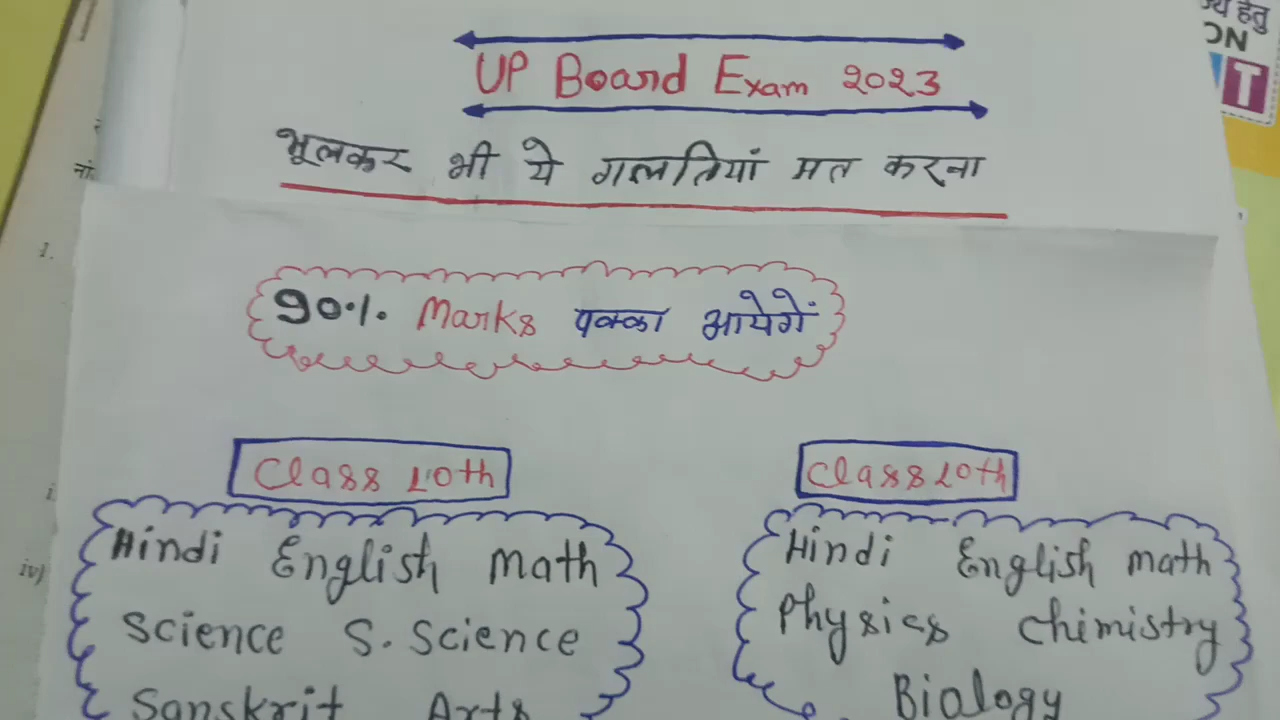 UP Board Exam 2023
भूलकर भी ये गलतियां मत करना
90% Marks पक्का आयेगें
Class 10th
Hindi English Math
Science S. Science
Sanskrit Arts
Class 10th
Hindi English math
Physics Chimistry
Biology